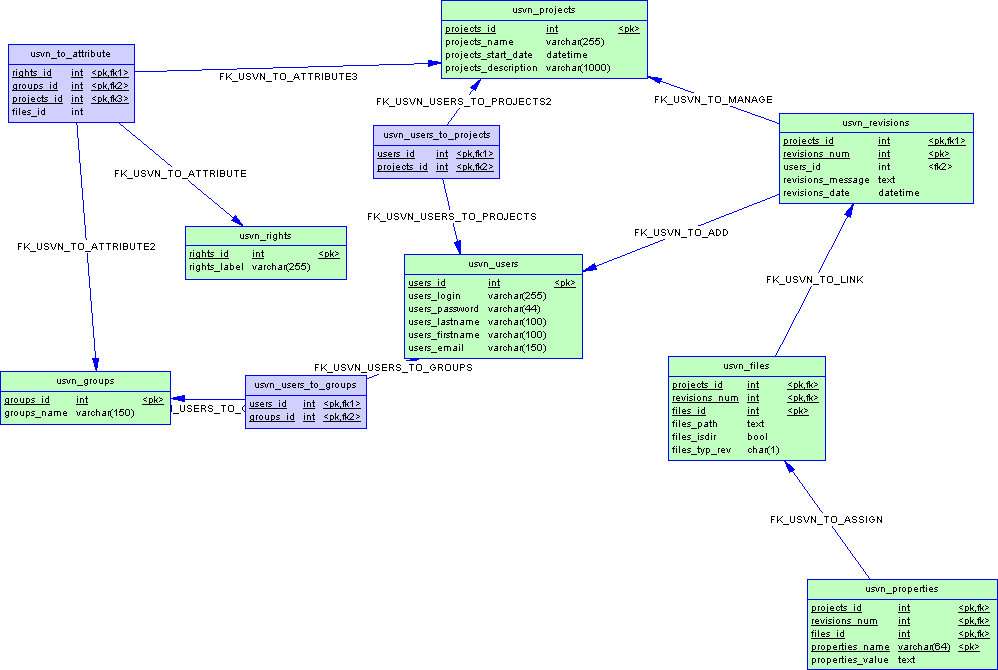 usvn_projects
projects_id int <pk>
projects_name varchar(255)
projects_start_date datetime
projects_description varchar(1000)
usvn_to_attribute
rights_id int <pk,fk1>
groups_id int <pk,fk2>
projects_id int <pk,fk3>
files_id int
FK_USVN_TO_ATTRIBUTE3
FK_USVN_USERS_TO_PROJECTS2
FK_USVN_TO_MANAGE
usvn_users_to_projects
users_id int <pk,fk1>
projects_id int <pk,fk2>
usvn_revisions
projects_id int <pk,fk1>
revisions_num int <pk>
users_id int <fk2>
revisions_message text
revisions_date datetime
FK_USVN_TO_ATTRIBUTE
FK_USVN_USERS_TO_PROJECTS
FK_USVN_TO_ADD
FK_USVN_TO_ATTRIBUTE2
usvn_rights
rights_id int <pk>
rights_label varchar(255)
usvn_users
users_id int <pk>
users_login varchar(255)
users_password varchar(44)
users_lastname varchar(100)
users_firstname varchar(100)
users_email varchar(150)
FK_USVN_TO_LINK
FK_USVN_USERS_TO_GROUPS
usvn_groups
groups_id int <pk>
groups_name varchar(150)
usvn_users_to_groups
users_id int <pk,fk1>
groups_id int <pk,fk2>
usvn_files
projects_id int <pk,fk>
revisions_num int <pk,fk>
files_id int <pk>
files_path text
files_isdir bool
files_typ_rev char(1)
FK_USVN_TO_ASSIGN
usvn_properties
projects_id int <pk,fk>
revisions_num int <pk,fk>
files_id int <pk,fk>
properties_name varchar(64) <pk>
properties_value text